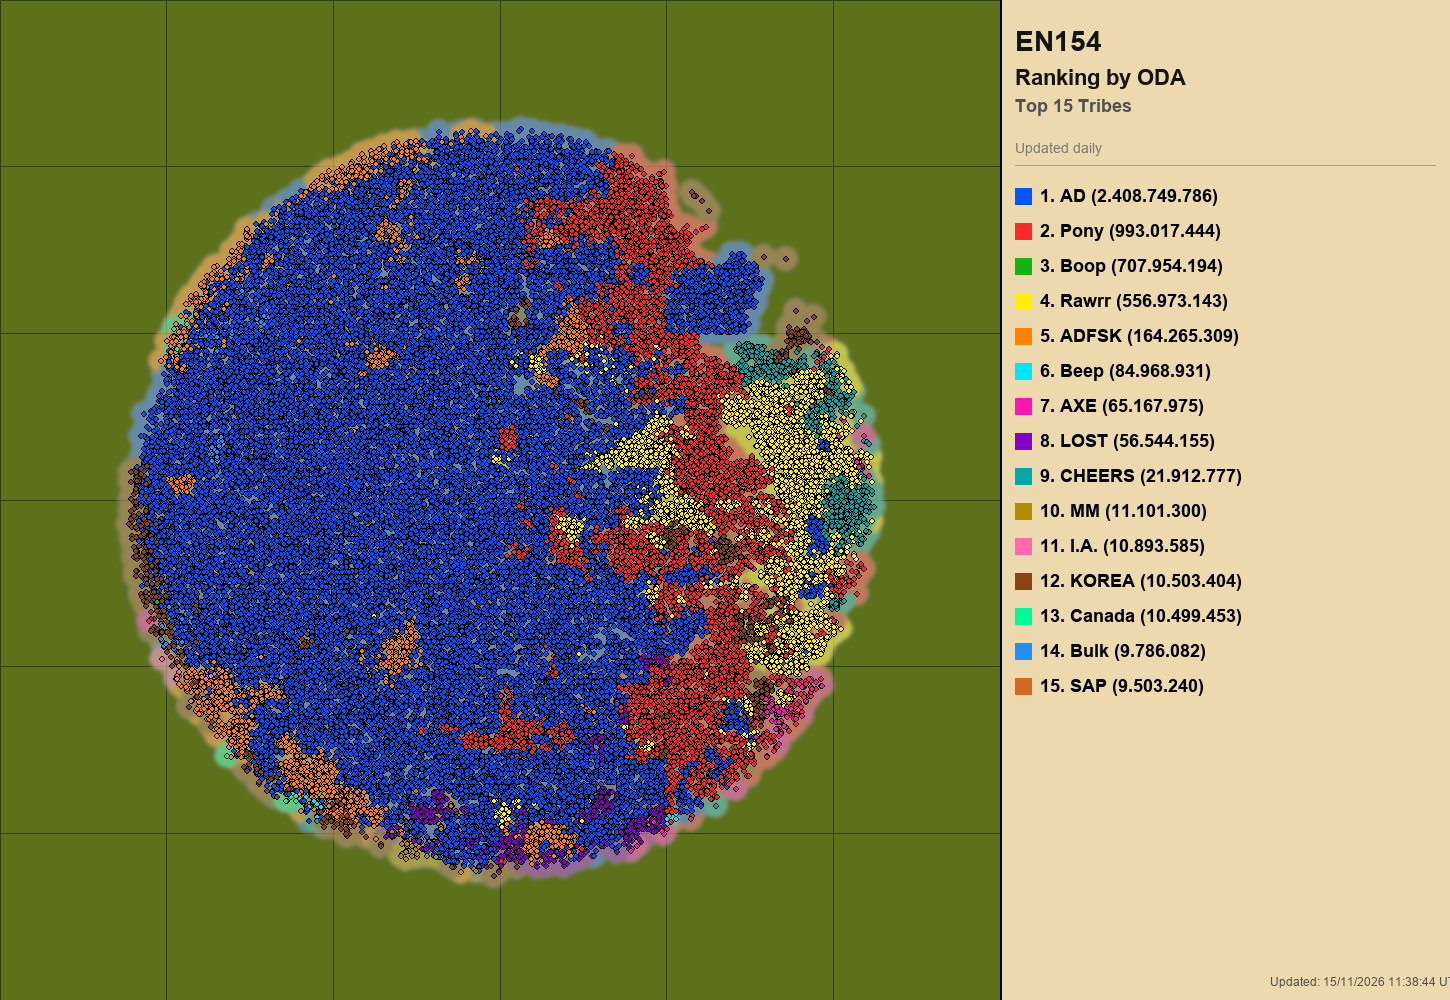 EN154
Ranking by ODA
Top 15 Tribes
Updated daily
1. AD (2.408.749.786)
2. Pony (993.017.444)
3. Boop (707.954.194)
4. Rawrr (556.973.143)
5. ADFSK (164.265.309)
6. Beep (84.968.931)
7. AXE (65.167.975)
8. LOST (56.544.155)
9. CHEERS (21.912.777)
10. MM (11.101.300)
11. I.A. (10.893.585)
12. KOREA (10.503.404)
13. Canada (10.499.453)
14. Bulk (9.786.082)
15. SAP (9.503.240)
Updated: 15/11/2026 11:38:44 U